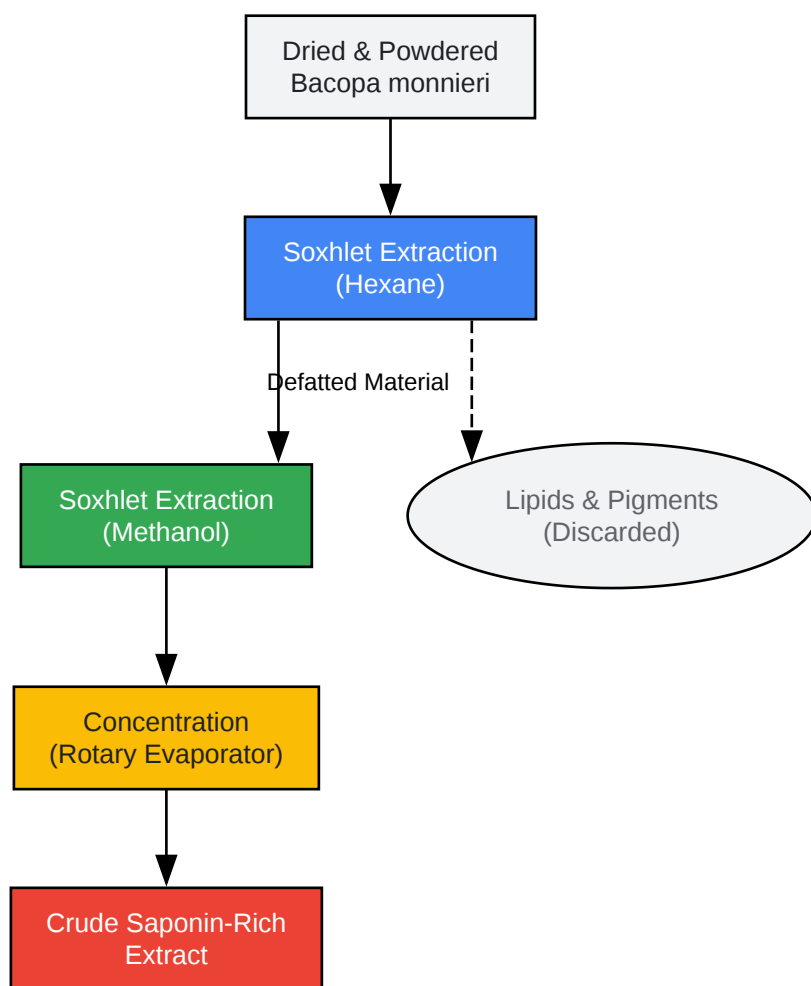 Dried & Powdered
Bacopa monnieri
Soxhlet Extraction
(Hexane)
Defatted Material
Soxhlet Extraction
(Methanol)
Lipids & Pigments
(Discarded)
Concentration
(Rotary Evaporator)
Crude Saponin-Rich
Extract